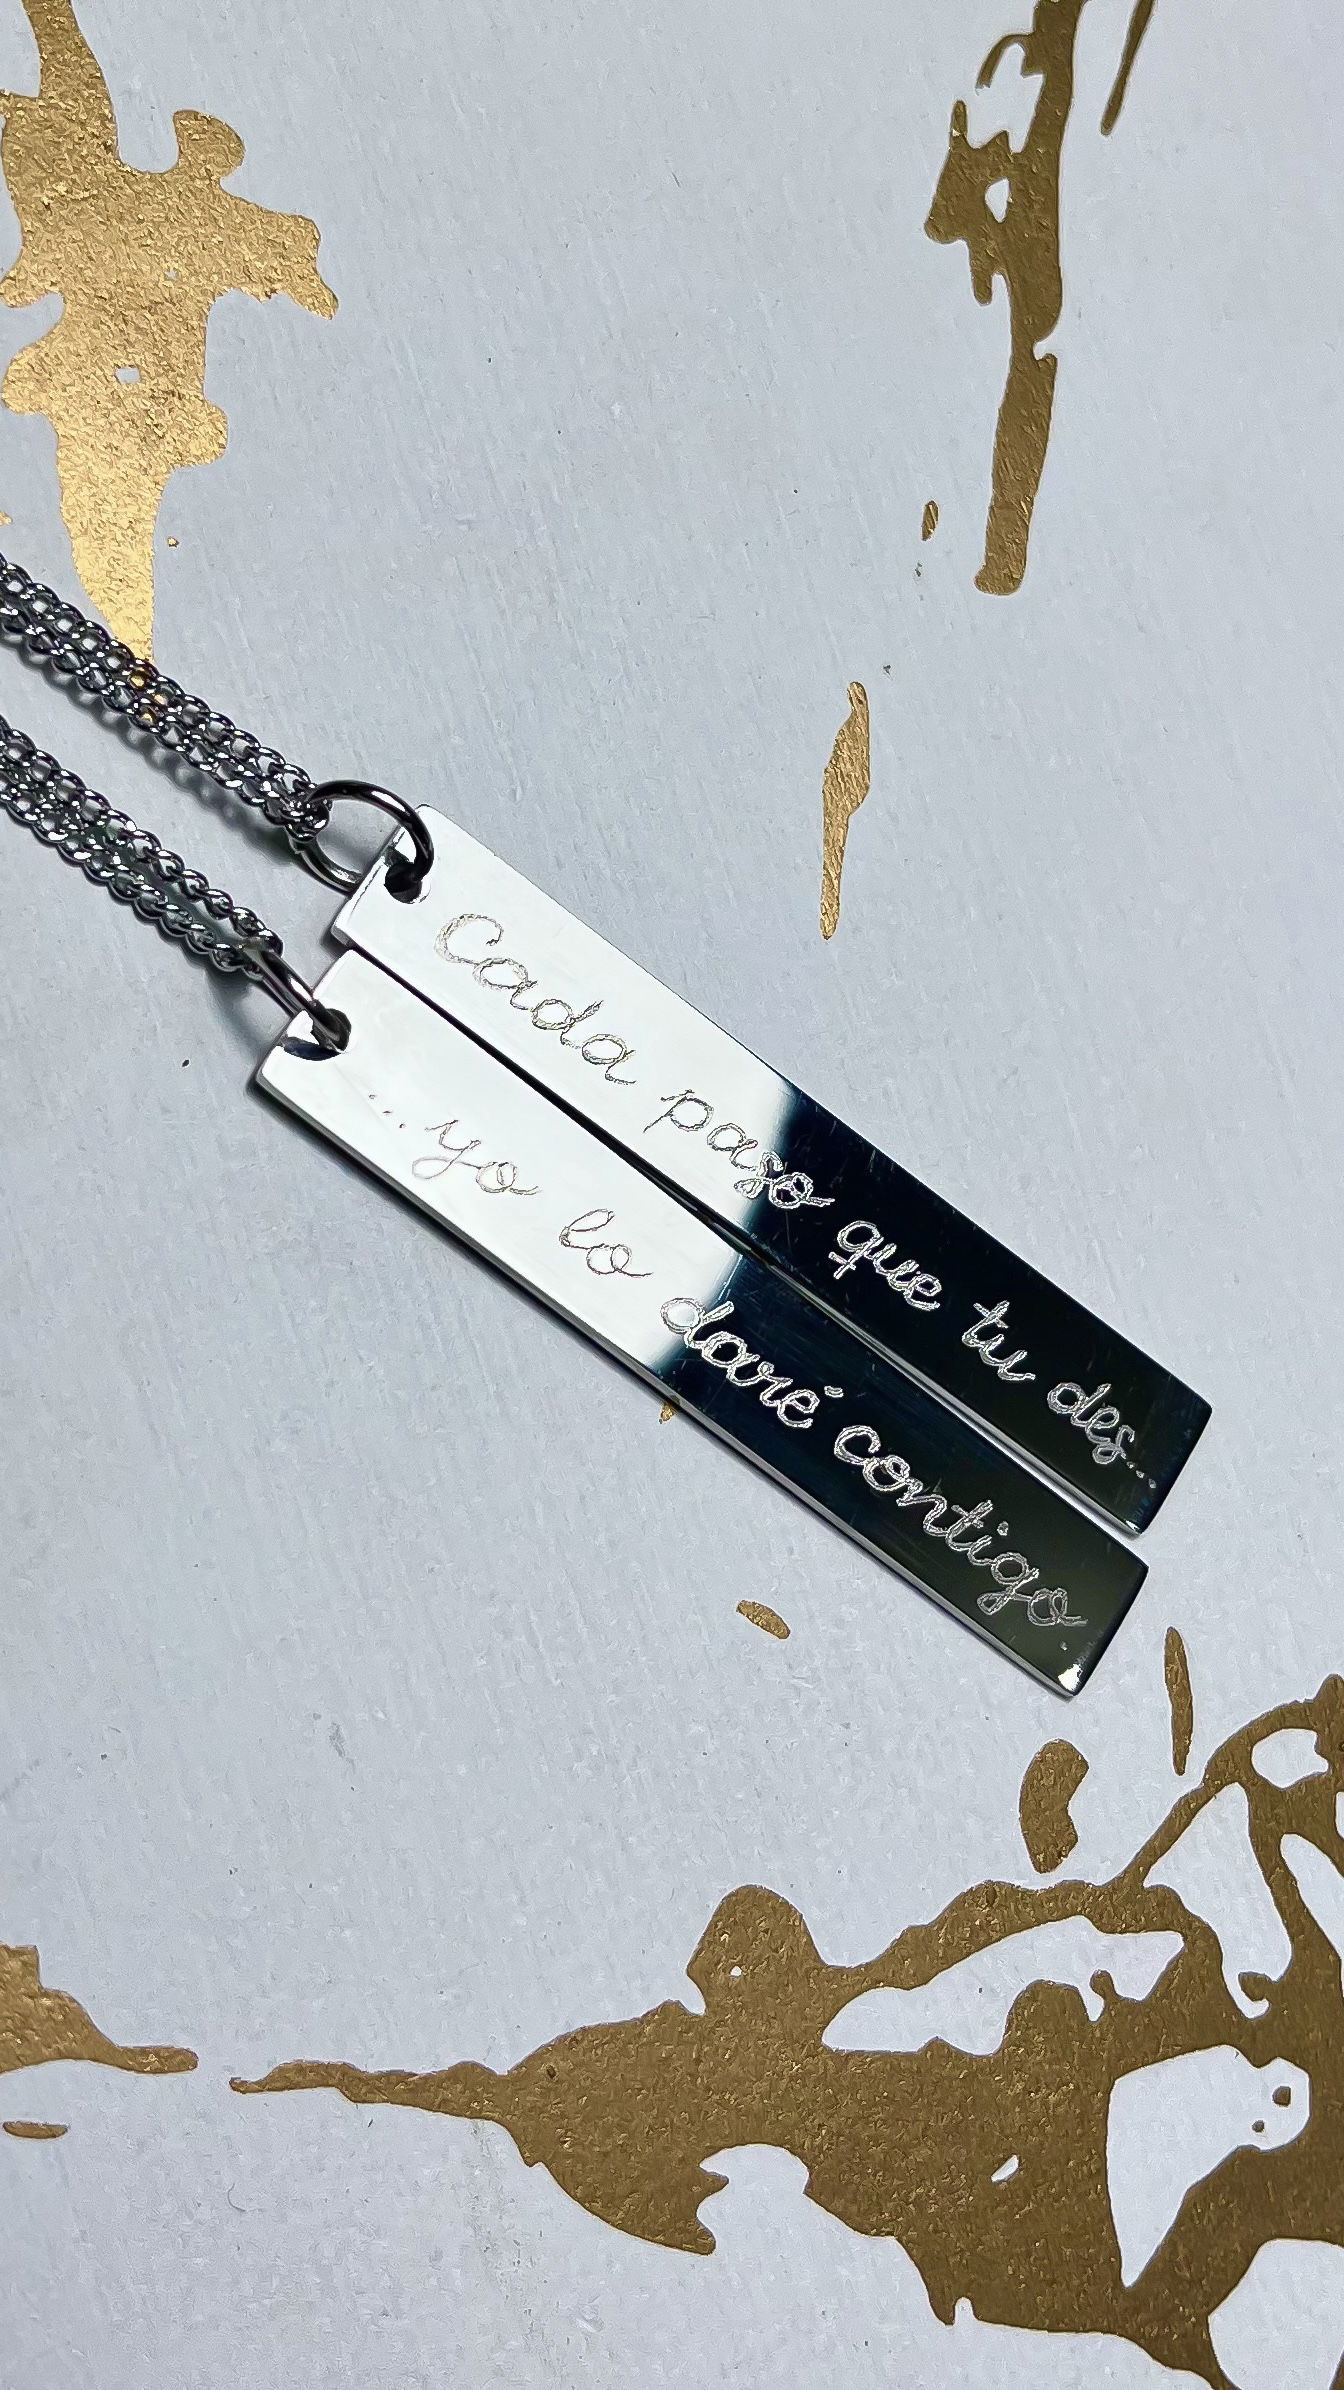 Cada paso que tu des...
...yo lo daré contigo.